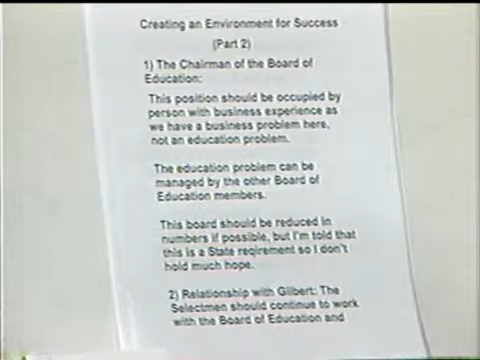 Creating an Environment for Success
(Part 2)
1) The Chairman of the Board of
Education:
This position should be occupied by
person with business experience as
we have a business problem here,
not an education problem.
The education problem can be
managed by the other Board of
Education members.
This board should be reduced in
numbers if possible, but I'm told that
this is a State reqirement so I don't
hold much hope.
2) Relationship with Gilbert: The
Selectmen should continue to work
with the Board of Education and